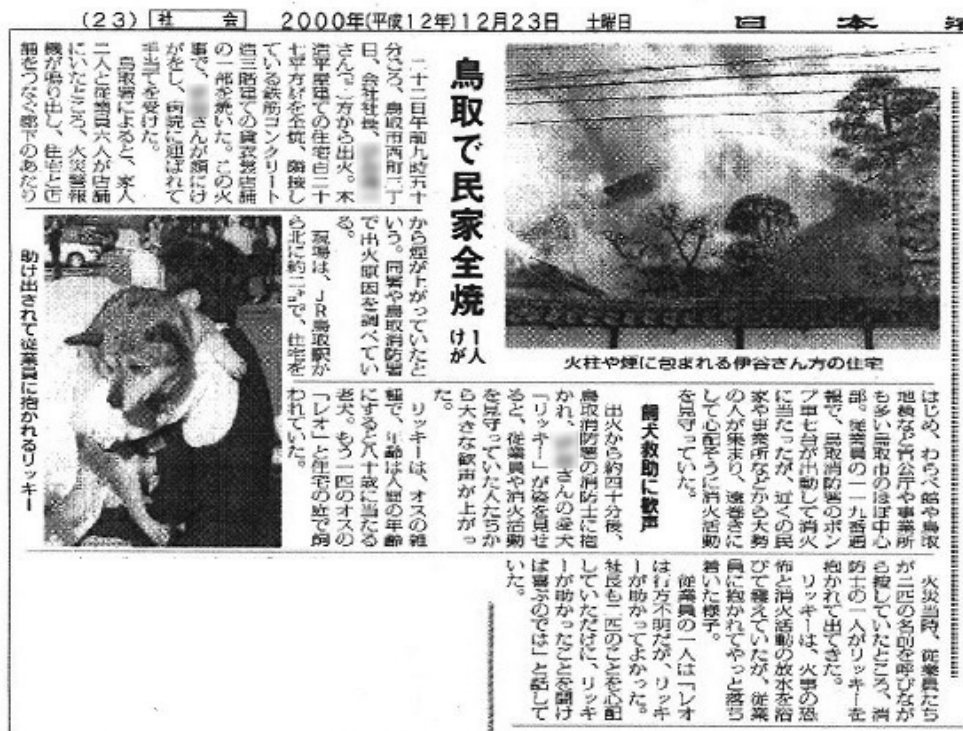 (23) 社会 2000年(平成12年)12月23日 土曜日 日本海
鳥取で民家全焼
1人けが
二十二日午前九時五十
分ごろ、鳥取市西町二丁
目、会社社長、
さん方から出火。木
造平屋建ての住宅百二十
七平方㍍を全焼、隣接し
ている鉄筋コンクリート
造三階建ての貸衣装店舗
の一部を焼いた。この火
事で、さんが顔にけ
がをし、病院に運ばれて
手当てを受けた。
鳥取署によると、家人
二人と従業員六人が店舗
にいたところ、火災警報
機が鳴り出し、住宅と店
舗をつなぐ廊下のあたり
から煙が上がっていたと
いう。同署や鳥取消防署
で出火原因を調べてい
る。
現場は、JR鳥取駅か
ら北に約二㌔で、住宅を
はじめ、わらべ館や鳥取
地検など官公庁や事業所
も多い鳥取市のほぼ中心
部。従業員の一一九番通
報で、鳥取消防署のポン
プ車七台が出動して消火
に当たったが、近くの民
家や事業所などから大勢
の人が集まり、遠巻きに
して心配そうに消火活動
を見守っていた。
飼犬救助に歓声
出火から約四十分後、
鳥取消防署の消防士に抱
かれ、さんの愛犬
「リッキー」が姿を見せ
ると、従業員や消火活動
を見守っていた人たちか
ら大きな歓声が上がっ
た。
リッキーは、オスの雑
種で、年齢は人間の年齢
にすると八十歳に当たる
老犬。もう一匹のオスの
「レオ」と住宅の近で飼
われていた。
火災当時、従業員たち
が二匹の名前を呼びなが
ら捜していたところ、消
防士の一人がリッキーを
抱かれて出てきた。
リッキーは、火事の恐
怖と消火活動の放水を浴
びて震えていたが、従業
員に抱かれてやっと落ち
着いた様子。
従業員の一人は「レオ
は行方不明だが、リッキ
ーが助かってよかった。
社長も二匹のことを心配
していただけに、リッキ
ーが助かったことを聞け
ば喜ぶのでは」と話して
いた。
火柱や煙に包まれる伊谷さん方の住宅
助け出されて従業員に抱かれるリッキー